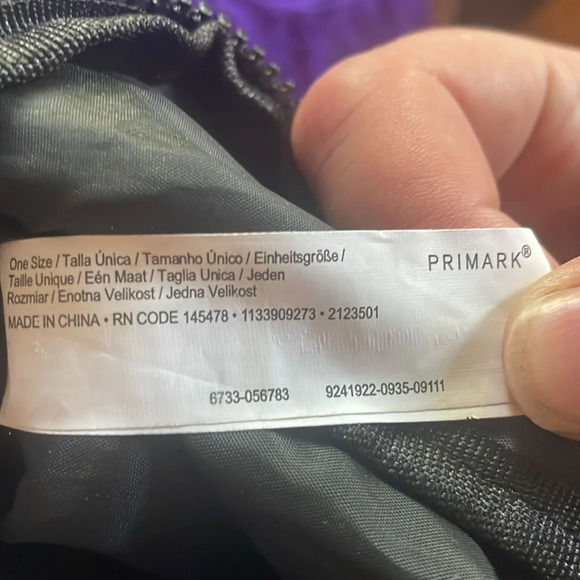 One Size / Talla Única / Tamanho Único / Einheitsgröße /
Taille Unique / Eén Maat / Taglia Unica / Jeden
Rozmiar / Enotna Velikost / Jedna Velikost
PRIMARK®
MADE IN CHINA • RN CODE 145478 • 1133909273 • 2123501
6733-056783 9241922-0935-09111